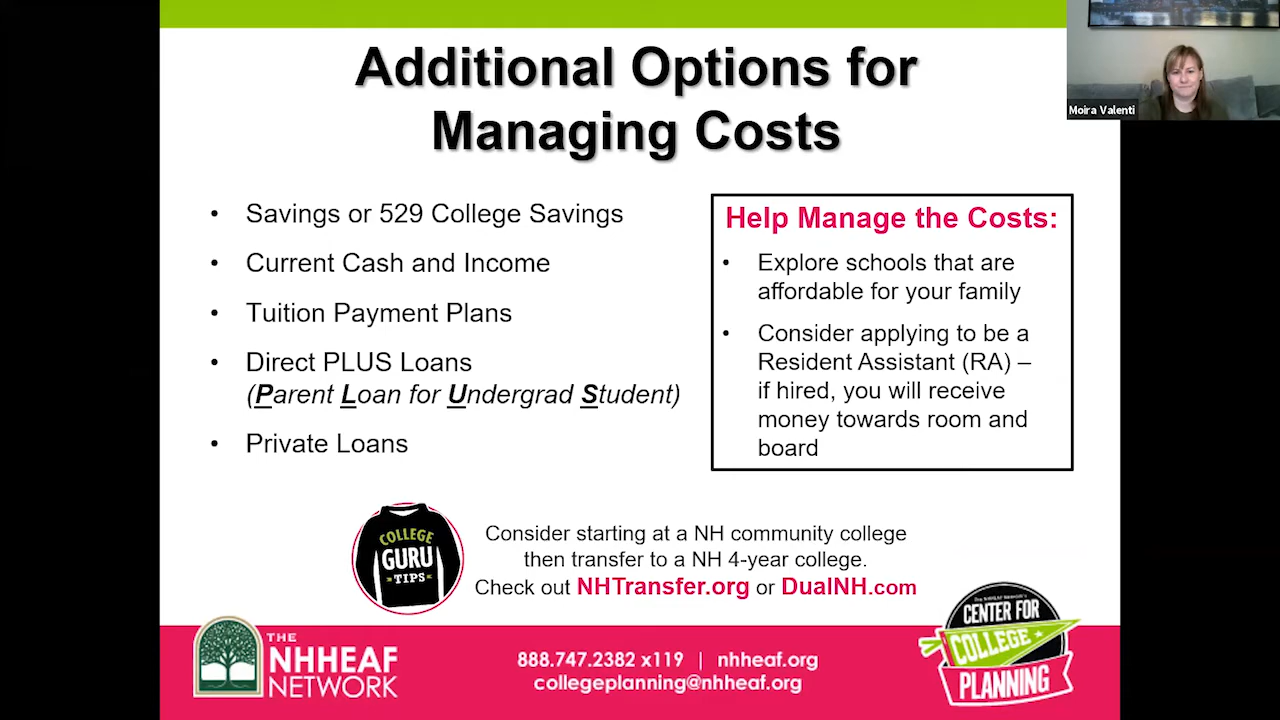 Additional Options for
Managing Costs
Moira Valenti
• Savings or 529 College Savings
• Current Cash and Income
• Tuition Payment Plans
• Direct PLUS Loans
(Parent Loan for Undergrad Student)
• Private Loans
Help Manage the Costs:
• Explore schools that are
affordable for your family
• Consider applying to be a
Resident Assistant (RA) –
if hired, you will receive
money towards room and
board
COLLEGE
GURU
TIPS
Consider starting at a NH community college
then transfer to a NH 4-year college.
Check out NHTransfer.org or DualNH.com
THE
NHHEAF
NETWORK
888.747.2382 x119 | nhheaf.org
collegeplanning@nhheaf.org
The NHHEAF Network's
CENTER FOR
COLLEGE
PLANNING